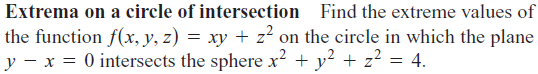 Extrema on a circle of intersection Find the extreme values of
the function f(x, y, z) = xy + z² on the circle in which the plane
y − x = 0 intersects the sphere x² + y² + z² = 4.